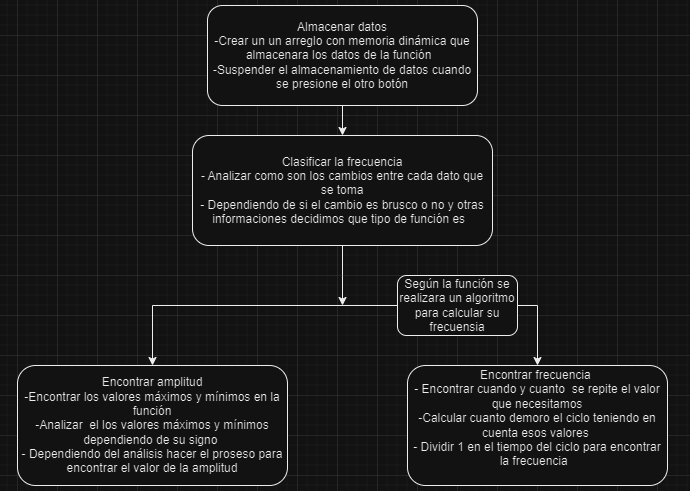 Almacenar datos
-Crear un un arreglo con memoria dinámica que
almacenara los datos de la función
-Suspender el almacenamiento de datos cuando
se presione el otro botón
Clasificar la frecuencia
- Analizar como son los cambios entre cada dato que
se toma
- Dependiendo de si el cambio es brusco o no y otras
informaciones decidimos que tipo de función es
Según la función se
realizara un algoritmo
para calcular su
frecuensia
Encontrar amplitud
-Encontrar los valores máximos y mínimos en la
función
-Analizar el los valores máximos y mínimos
dependiendo de su signo
- Dependiendo del análisis hacer el proseso para
encontrar el valor de la amplitud
Encontrar frecuencia
- Encontrar cuando y cuanto se repite el valor
que necesitamos
-Calcular cuanto demoro el ciclo teniendo en
cuenta esos valores
- Dividir 1 en el tiempo del ciclo para encontrar
la frecuencia